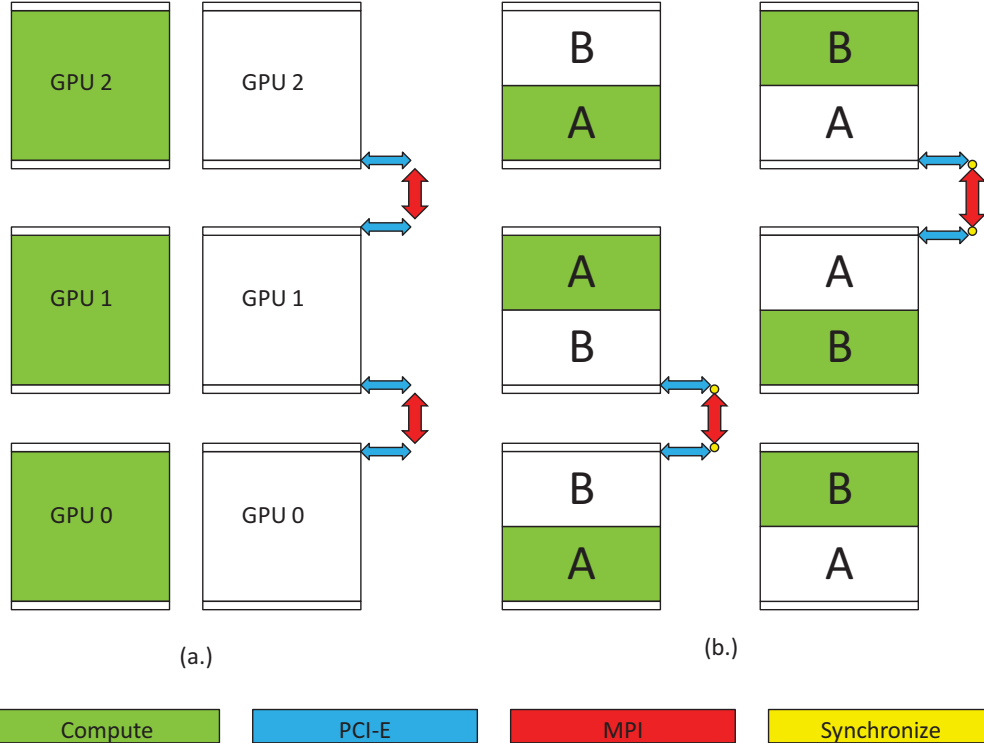 GPU 2 GPU 2 B B
A A
GPU 1 GPU 1 A A
B B
GPU 0 GPU 0 B B
A A
(a.) (b.)
Compute PCI-E MPI Synchronize